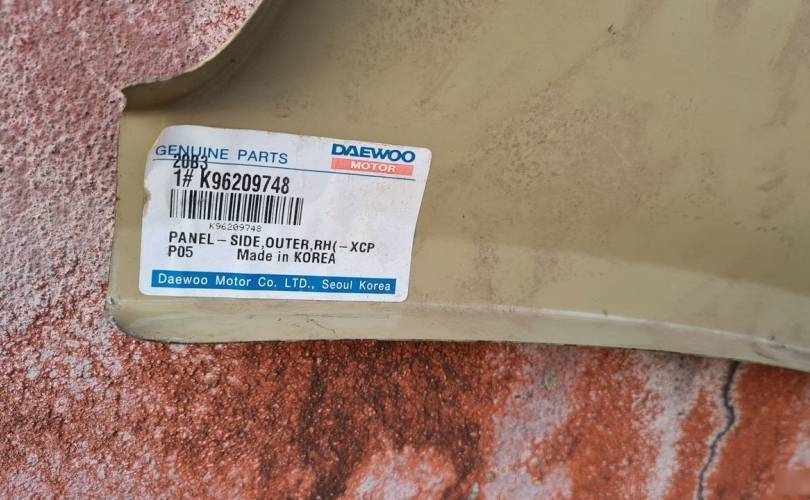 GENUINE PARTS DAEWOO
MOTOR
20B3
1# K96209748
K96209748
PANEL-SIDE,OUTER,RH(-XCP
P05 Made in KOREA
Daewoo Motor Co. LTD., Seoul Korea